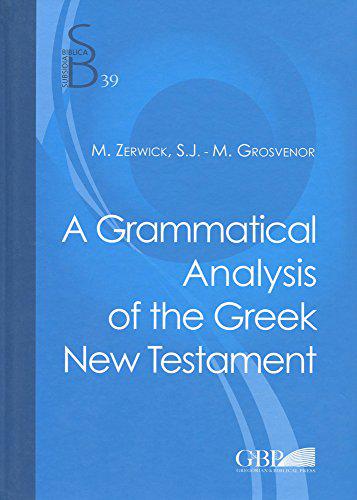 SUBSIDIA
BIBLICA
SB 39
M. ZERWICK, S.J. - M. GROSVENOR
A GRAMMATICAL
ANALYSIS
OF THE GREEK
NEW TESTAMENT
GBP
GREGORIAN & BIBLICAL PRESS